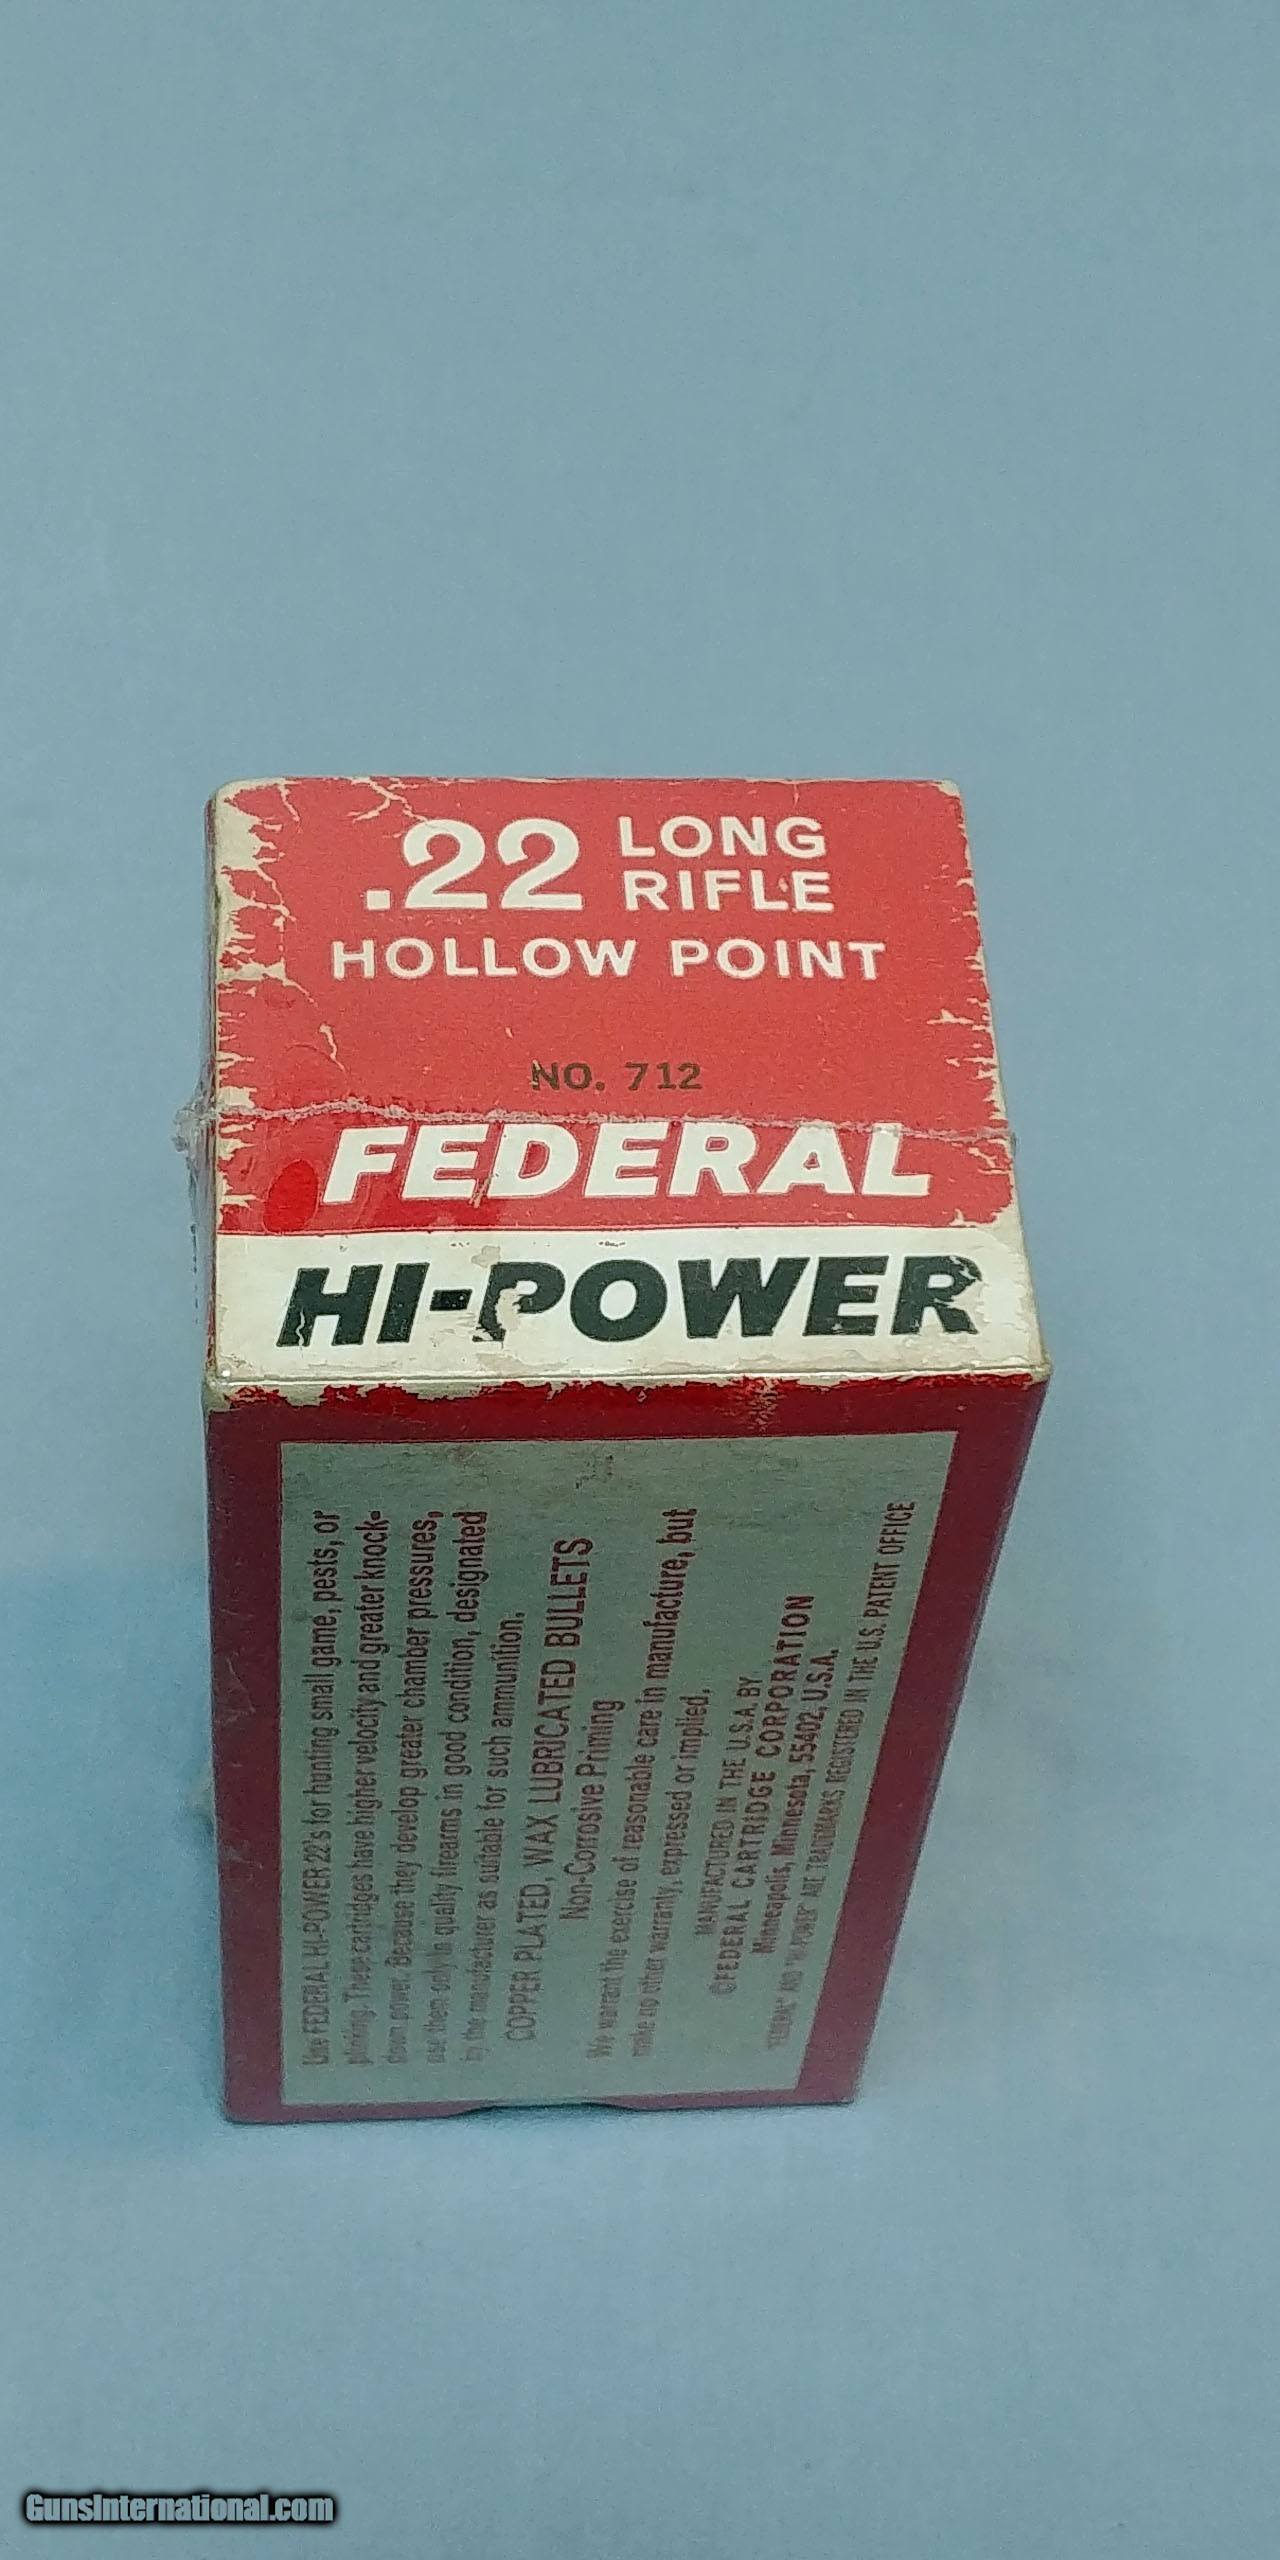 .22 LONG
RIFLE
HOLLOW POINT
NO. 712
FEDERAL
HI-POWER
Use FEDERAL HI-POWER 22's for hunting small game, pests, or
plinking. These cartridges have higher velocity and greater knock-
down power. Because they develop greater chamber pressures,
use them only in quality firearms in good condition, designated
by the manufacturer as suitable for such ammunition.
COPPER PLATED, WAX LUBRICATED BULLETS
Non-Corrosive Priming
We warrant the exercise of reasonable care in manufacture, but
make no other warranty, expressed or implied.
MANUFACTURED IN THE U.S.A. BY
©FEDERAL CARTRIDGE CORPORATION
Minneapolis, Minnesota, 55402, U.S.A.
"FEDERAL" AND "HI-POWER" ARE TRADEMARKS REGISTERED IN THE U.S. PATENT OFFICE
GunsInternational.com